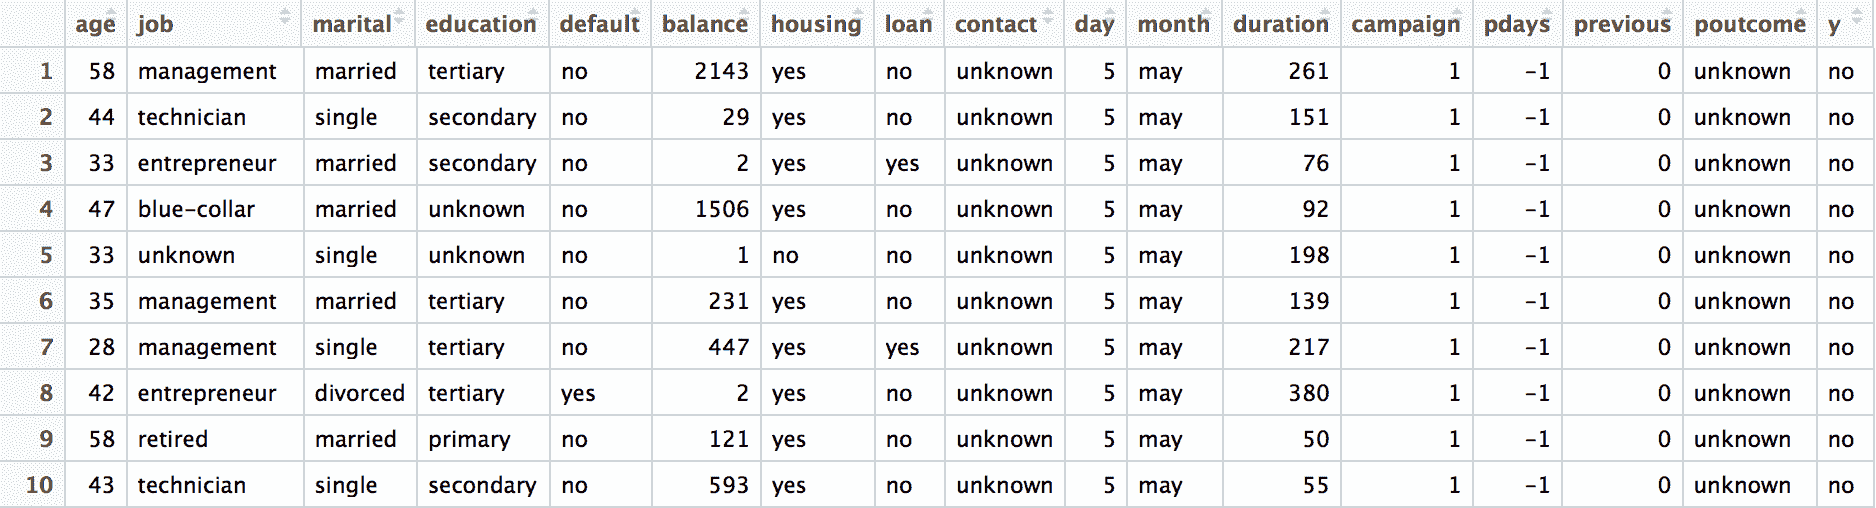 age job marital education default balance housing loan contact day month duration campaign pdays previous poutcome y
1 58 management married tertiary no 2143 yes no unknown 5 may 261 1 -1 0 unknown no
2 44 technician single secondary no 29 yes no unknown 5 may 151 1 -1 0 unknown no
3 33 entrepreneur married secondary no 2 yes yes unknown 5 may 76 1 -1 0 unknown no
4 47 blue-collar married unknown no 1506 yes no unknown 5 may 92 1 -1 0 unknown no
5 33 unknown single unknown no 1 no no unknown 5 may 198 1 -1 0 unknown no
6 35 management married tertiary no 231 yes no unknown 5 may 139 1 -1 0 unknown no
7 28 management single tertiary no 447 yes yes unknown 5 may 217 1 -1 0 unknown no
8 42 entrepreneur divorced tertiary yes 2 yes no unknown 5 may 380 1 -1 0 unknown no
9 58 retired married primary no 121 yes no unknown 5 may 50 1 -1 0 unknown no
10 43 technician single secondary no 593 yes no unknown 5 may 55 1 -1 0 unknown no